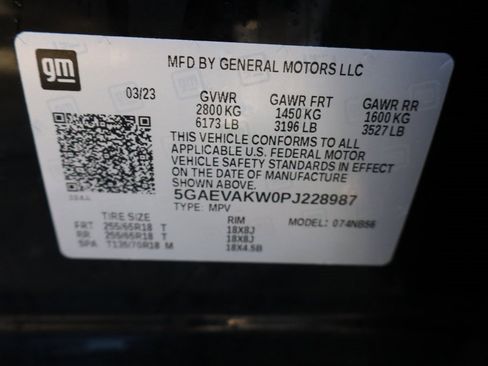 gm
MFD BY GENERAL MOTORS LLC
03/23 GVWR GAWR FRT GAWR RR
2800 KG 1450 KG 1600 KG
6173 LB 3196 LB 3527 LB
THIS VEHICLE CONFORMS TO ALL
APPLICABLE U.S. FEDERAL MOTOR
VEHICLE SAFETY STANDARDS IN EFFECT
ON THE DATE OF MANUFACTURE
SHOWN ABOVE.
5GAEVAKW0PJ228987
TYPE: MPV MODEL: 074NB56
TIRE SIZE RIM
FRT 255/65R18 T 18X8J
RR 255/65R18 T 18X8J
SPA T135/70R18 M 18X4.5B